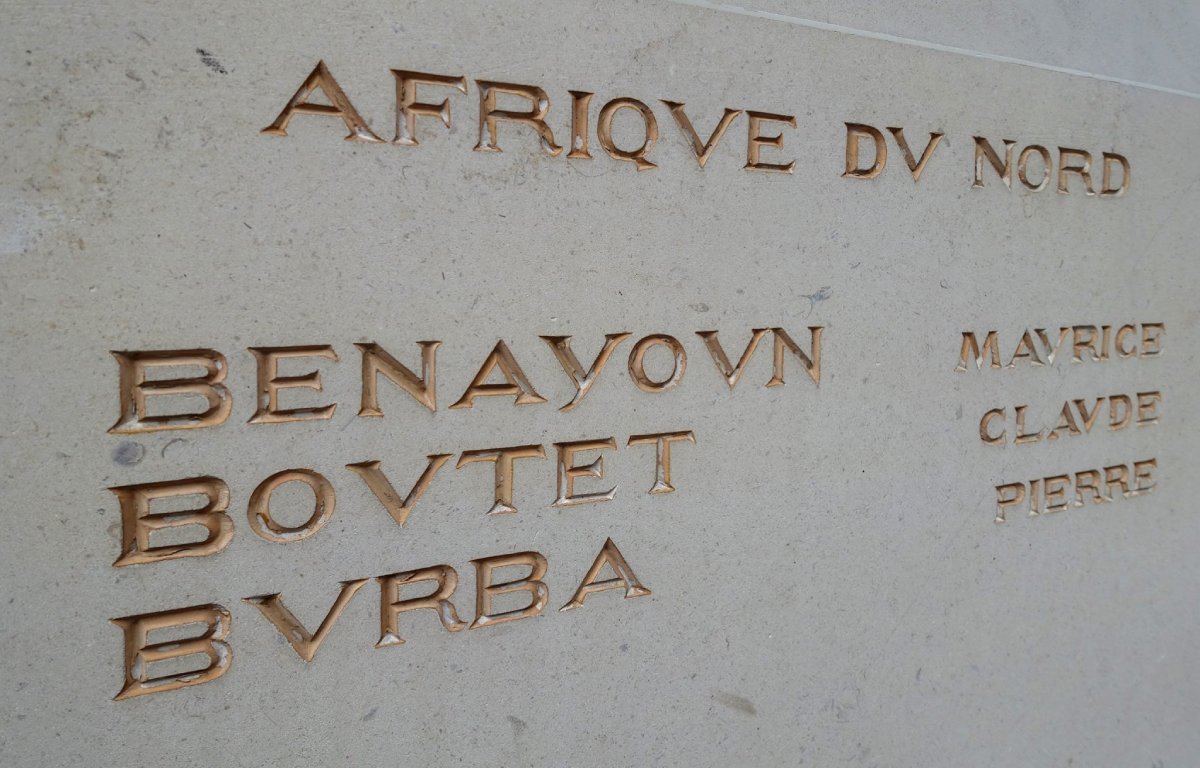 AFRIQVE DV NORD
BENAYOVN MAVRICE
BOVTET CLAVDE
BVRBA PIERRE